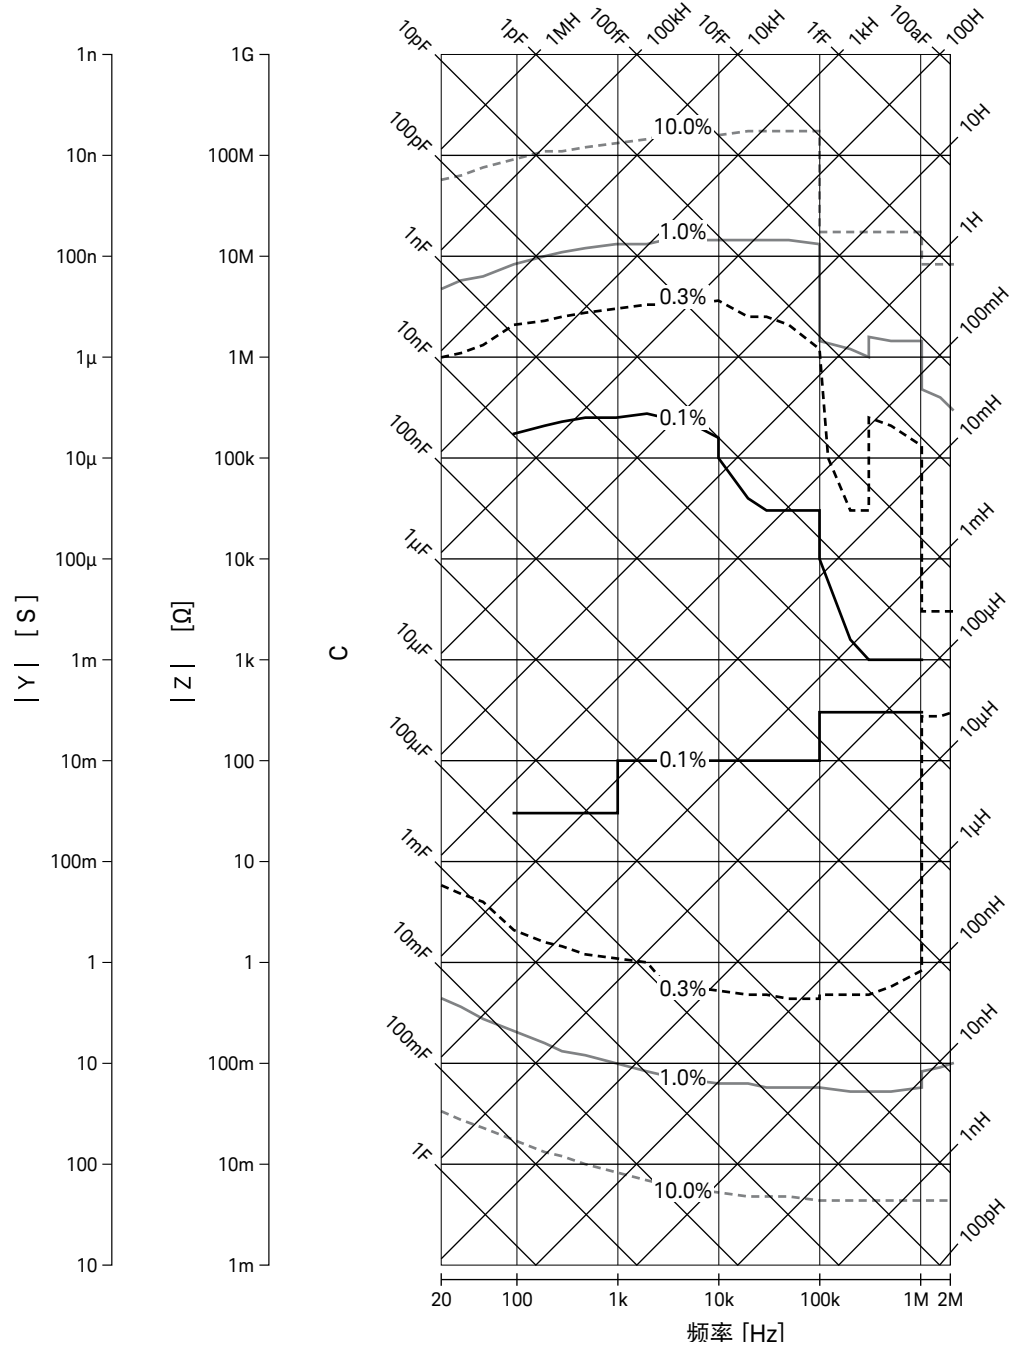 10pF 1pF 1MH 100fF 100kH 10fF 10kH 1fF 1kH 100aF 100H
1n 1G
100pF 10.0% 10H
10n 100M
1nF 1.0% 1H
100n 10M
10nF 0.3% 100mH
1µ 1M
100nF 0.1% 10mH
10µ 100k
1µF 1mH
100µ 10k
10µF 100µH
1m 1k
|Y| [S] |Z| [Ω] C
100µF 10µH
10m 100 0.1%
1mF 1µH
100m 10
10mF 100nH
1 1
0.3%
100mF 10nH
10 100m
1.0%
1F 1nH
100 10m
10.0%
100pH
10 1m
20 100 1k 10k 100k 1M 2M
频率 [Hz]